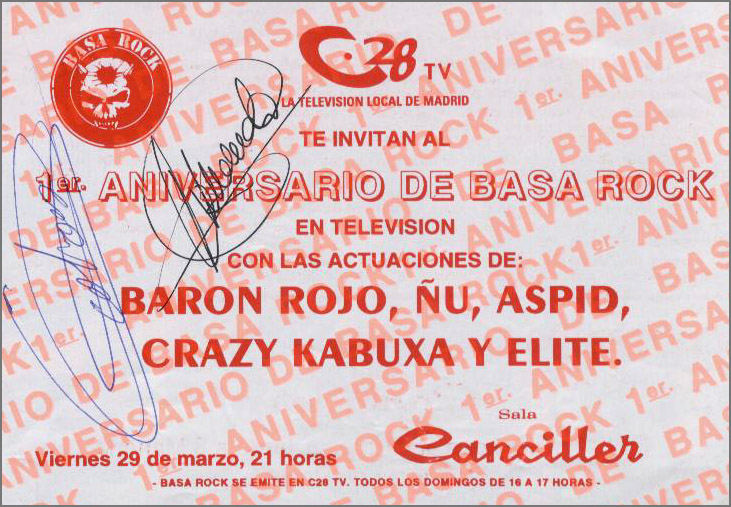 BASA ROCK
C·28 TV
LA TELEVISION LOCAL DE MADRID
TE INVITAN AL
1er. ANIVERSARIO DE BASA ROCK
EN TELEVISION
CON LAS ACTUACIONES DE:
BARON ROJO, ÑU, ASPID,
CRAZY KABUXA Y ELITE.
Sala
Canciller
Viernes 29 de marzo, 21 horas
- BASA ROCK SE EMITE EN C28 TV. TODOS LOS DOMINGOS DE 16 A 17 HORAS -